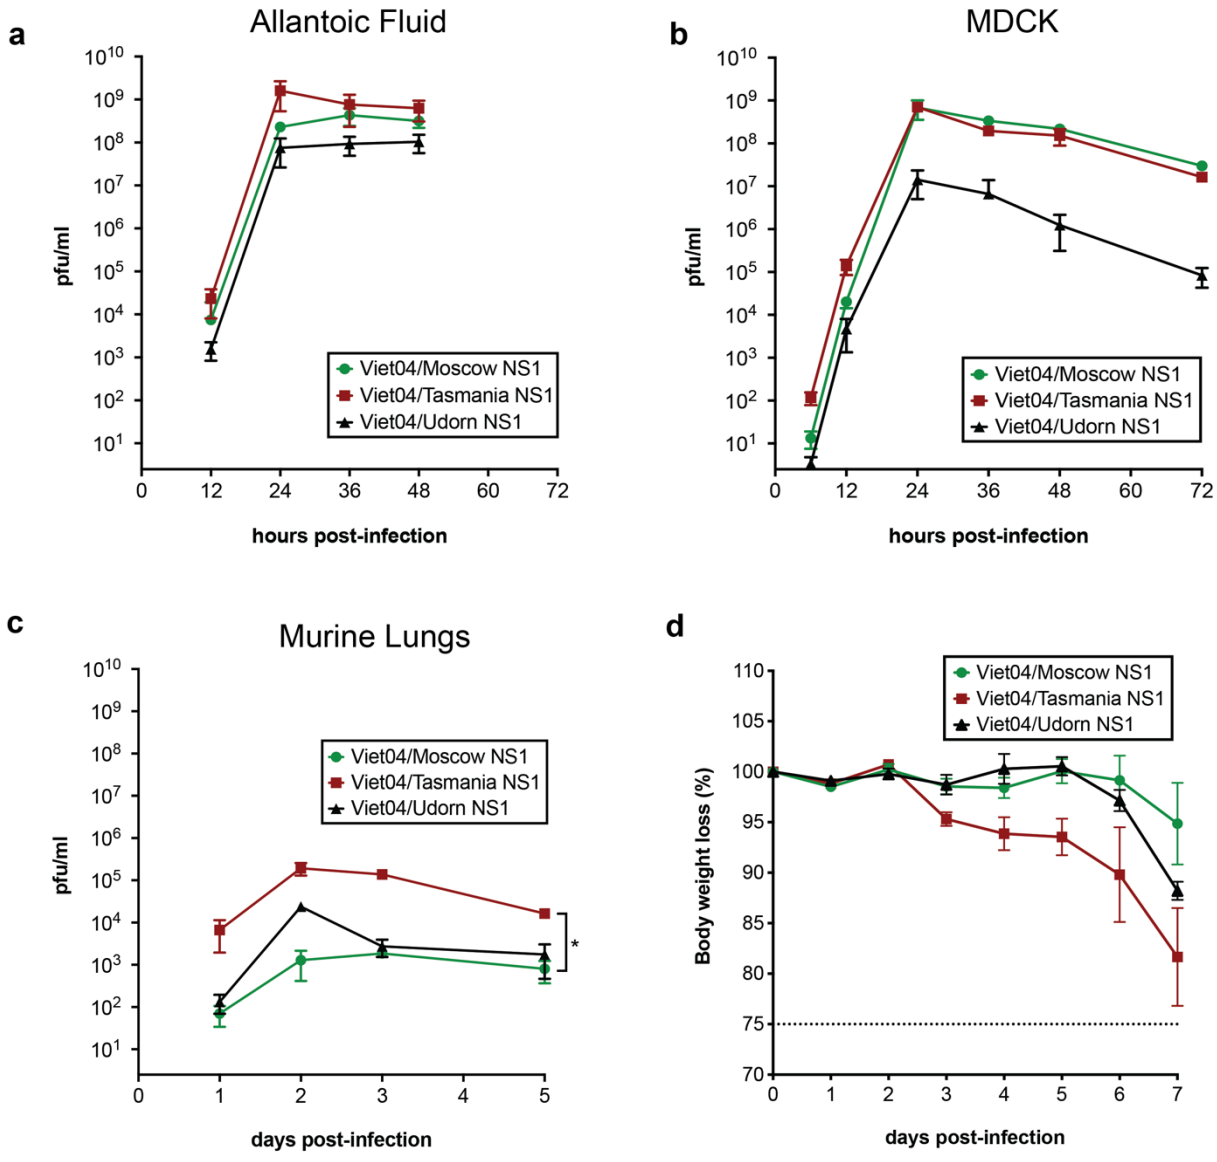 a
Allantoic Fluid
10^10
10^9
10^8
10^7
10^6
10^5
10^4
10^3
10^2
10^1
pfu/ml
Viet04/Moscow NS1
Viet04/Tasmania NS1
Viet04/Udorn NS1
0 12 24 36 48 60 72
hours post-infection
b
MDCK
10^10
10^9
10^8
10^7
10^6
10^5
10^4
10^3
10^2
10^1
pfu/ml
Viet04/Moscow NS1
Viet04/Tasmania NS1
Viet04/Udorn NS1
0 12 24 36 48 60 72
hours post-infection
c
Murine Lungs
10^10
10^9
10^8
10^7
10^6
10^5
10^4
10^3
10^2
10^1
pfu/ml
Viet04/Moscow NS1
Viet04/Tasmania NS1
Viet04/Udorn NS1
*
0 1 2 3 4 5
days post-infection
d
110
105
100
95
90
85
80
75
70
Body weight loss (%)
Viet04/Moscow NS1
Viet04/Tasmania NS1
Viet04/Udorn NS1
0 1 2 3 4 5 6 7
days post-infection